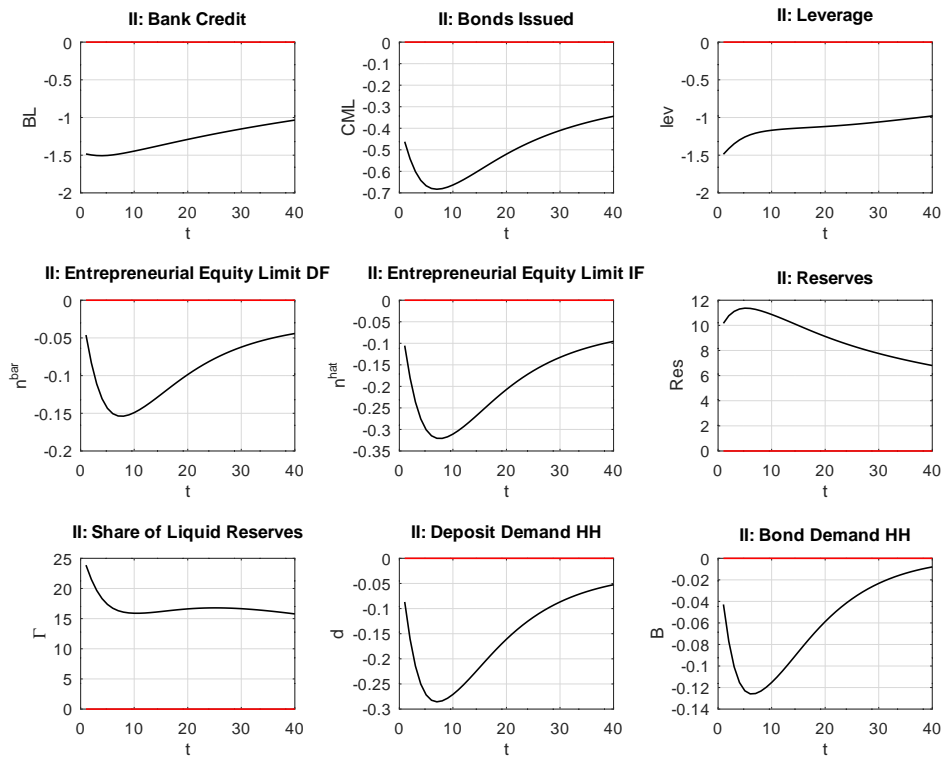 II: Bank Credit
0
-0.5
-1
-1.5
-2
BL
0 10 20 30 40
t
II: Bonds Issued
0
-0.1
-0.2
-0.3
-0.4
-0.5
-0.6
-0.7
CML
0 10 20 30 40
t
II: Leverage
0
-0.5
-1
-1.5
-2
lev
0 10 20 30 40
t
II: Entrepreneurial Equity Limit DF
0
-0.05
-0.1
-0.15
-0.2
n^bar
0 10 20 30 40
t
II: Entrepreneurial Equity Limit IF
0
-0.05
-0.1
-0.15
-0.2
-0.25
-0.3
-0.35
n^hat
0 10 20 30 40
t
II: Reserves
12
10
8
6
4
2
0
Res
0 10 20 30 40
t
II: Share of Liquid Reserves
25
20
15
10
5
0
Γ
0 10 20 30 40
t
II: Deposit Demand HH
0
-0.05
-0.1
-0.15
-0.2
-0.25
-0.3
d
0 10 20 30 40
t
II: Bond Demand HH
0
-0.02
-0.04
-0.06
-0.08
-0.1
-0.12
-0.14
B
0 10 20 30 40
t